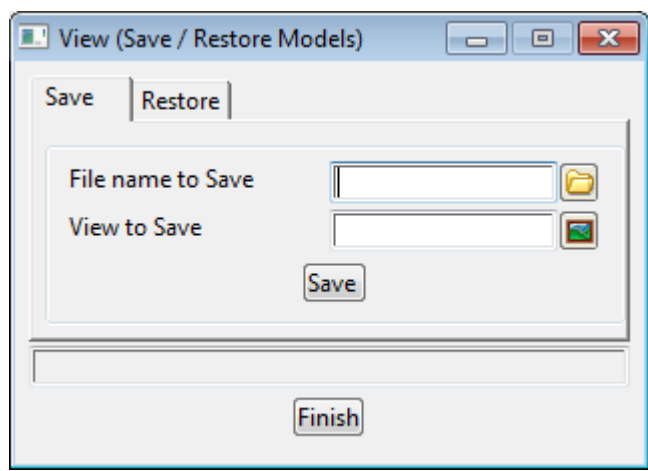 View (Save / Restore Models)
Save Restore
File name to Save
View to Save
Save
Finish